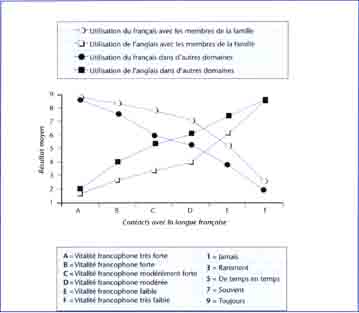 Utilisation du français avec les membres de la famille
Utilisation de l'anglais avec les membres de la famille
Utilisation du français dans d'autres domaines
Utilisation de l'anglais dans d'autres domaines
9
8
7
6
5
4
3
2
1
Résultat moyen
A B C D E F
Contacts avec la langue française
A = Vitalité francophone très forte
B = Vitalité francophone forte
C = Vitalité francophone modérément forte
D = Vitalité francophone modérée
E = Vitalité francophone faible
F = Vitalité francophone très faible
1 = Jamais
3 = Rarement
5 = De temps en temps
7 = Souvent
9 = Toujours